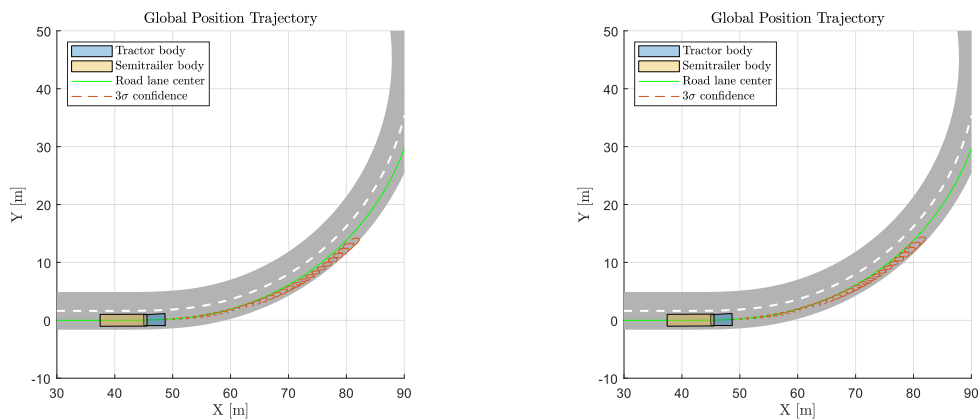 Global Position Trajectory
50
40
30
20
10
0
-10
Y [m]
Tractor body
Semitrailer body
Road lane center
3σ confidence
30 40 50 60 70 80 90
X [m]
Global Position Trajectory
50
40
30
20
10
0
-10
Y [m]
Tractor body
Semitrailer body
Road lane center
3σ confidence
30 40 50 60 70 80 90
X [m]